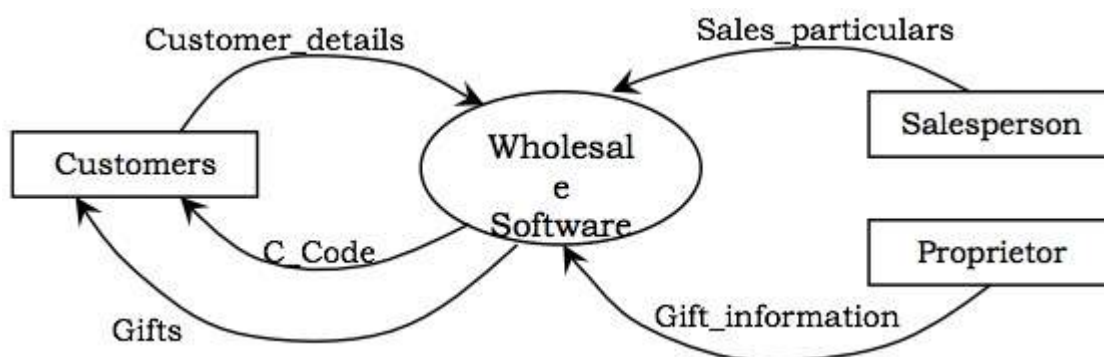 Customer_details
Sales_particulars
Customers
Wholesal
e
Software
Salesperson
C_Code
Proprietor
Gifts
Gift_information